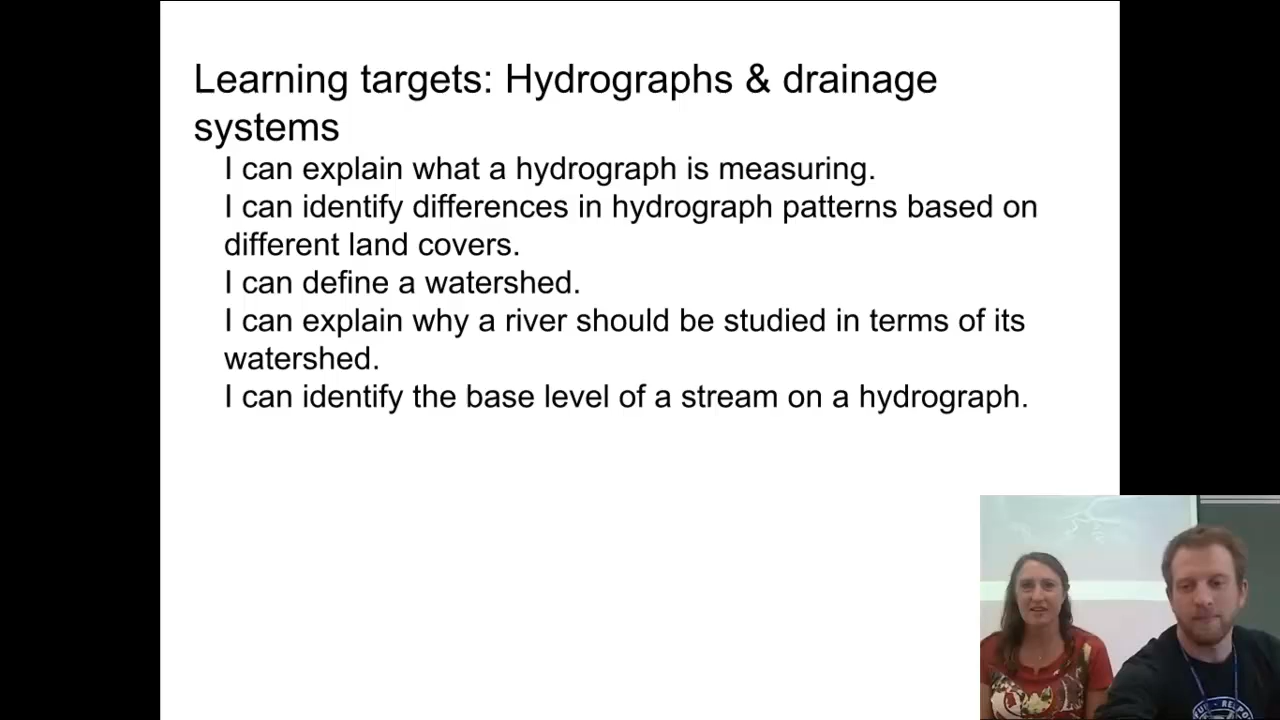 Learning targets: Hydrographs & drainage
systems
I can explain what a hydrograph is measuring.
I can identify differences in hydrograph patterns based on
different land covers.
I can define a watershed.
I can explain why a river should be studied in terms of its
watershed.
I can identify the base level of a stream on a hydrograph.